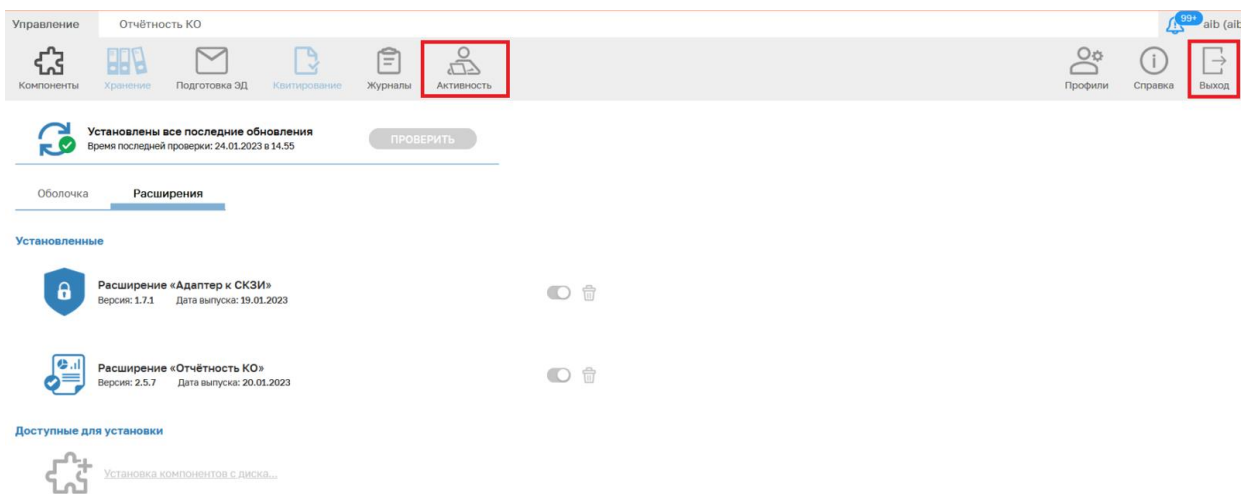 Управление Отчётность КО 99+ aib (aib
Компоненты Хранение Подготовка ЭД Квитирование Журналы Активность Профили Справка Выход
Установлены все последние обновления
Время последней проверки: 24.01.2023 в 14.55
ПРОВЕРИТЬ
Оболочка Расширения
Установленные
Расширение «Адаптер к СКЗИ»
Версия: 1.7.1 Дата выпуска: 19.01.2023
Расширение «Отчётность КО»
Версия: 2.5.7 Дата выпуска: 20.01.2023
Доступные для установки
Установка компонентов с диска...